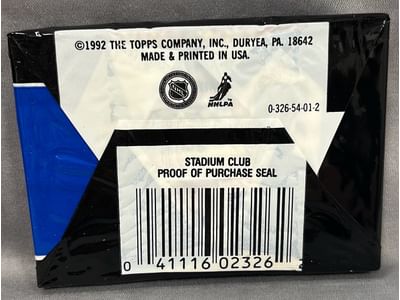 ©1992 THE TOPPS COMPANY, INC., DURYEA, PA. 18642
MADE & PRINTED IN USA.
NHLPA
0-326-54-01-2
STADIUM CLUB
PROOF OF PURCHASE SEAL
0 41116 02326 2